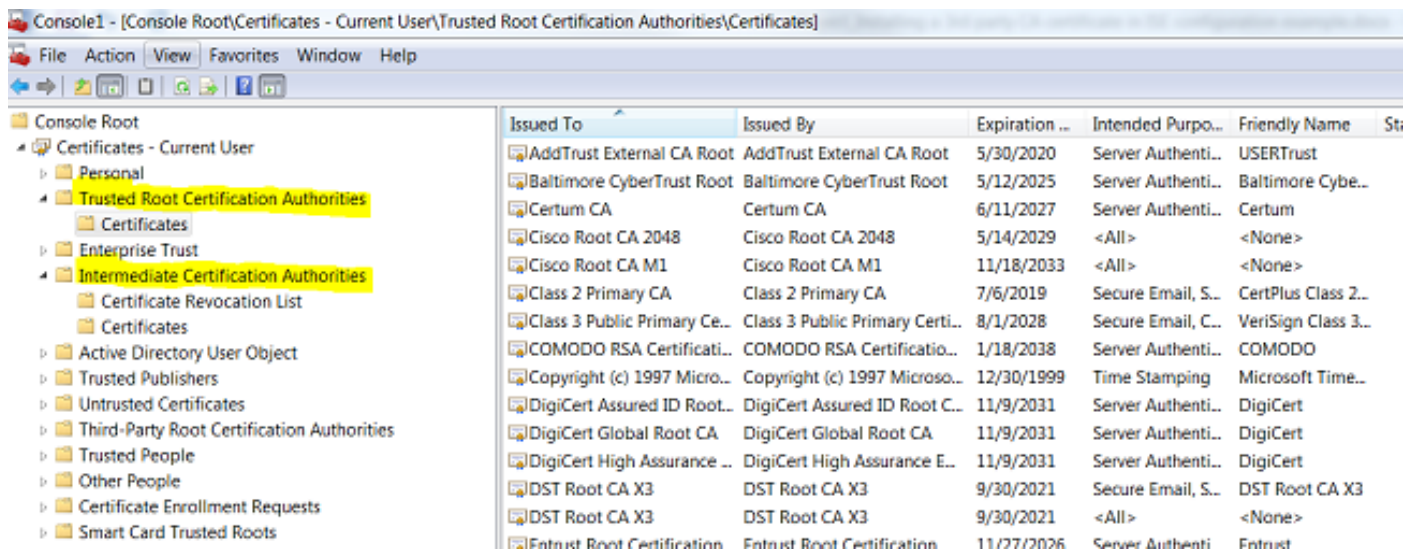 Console1 - [Console Root\Certificates - Current User\Trusted Root Certification Authorities\Certificates]
File Action View Favorites Window Help
Console Root
Certificates - Current User
Personal
Trusted Root Certification Authorities
Certificates
Enterprise Trust
Intermediate Certification Authorities
Certificate Revocation List
Certificates
Active Directory User Object
Trusted Publishers
Untrusted Certificates
Third-Party Root Certification Authorities
Trusted People
Other People
Certificate Enrollment Requests
Smart Card Trusted Roots
Issued To Issued By Expiration ... Intended Purpo... Friendly Name Sta
AddTrust External CA Root AddTrust External CA Root 5/30/2020 Server Authenti... USERTrust
Baltimore CyberTrust Root Baltimore CyberTrust Root 5/12/2025 Server Authenti... Baltimore Cybe...
Certum CA Certum CA 6/11/2027 Server Authenti... Certum
Cisco Root CA 2048 Cisco Root CA 2048 5/14/2029 <All> <None>
Cisco Root CA M1 Cisco Root CA M1 11/18/2033 <All> <None>
Class 2 Primary CA Class 2 Primary CA 7/6/2019 Secure Email, S... CertPlus Class 2...
Class 3 Public Primary Ce... Class 3 Public Primary Certi... 8/1/2028 Secure Email, C... VeriSign Class 3...
COMODO RSA Certificati... COMODO RSA Certificatio... 1/18/2038 Server Authenti... COMODO
Copyright (c) 1997 Micro... Copyright (c) 1997 Microso... 12/30/1999 Time Stamping Microsoft Time...
DigiCert Assured ID Root... DigiCert Assured ID Root C... 11/9/2031 Server Authenti... DigiCert
DigiCert Global Root CA DigiCert Global Root CA 11/9/2031 Server Authenti... DigiCert
DigiCert High Assurance ... DigiCert High Assurance E... 11/9/2031 Server Authenti... DigiCert
DST Root CA X3 DST Root CA X3 9/30/2021 Secure Email, S... DST Root CA X3
DST Root CA X3 DST Root CA X3 9/30/2021 <All> <None>
Entrust Root Certification Entrust Root Certification 11/27/2026 Server Authenti Entrust